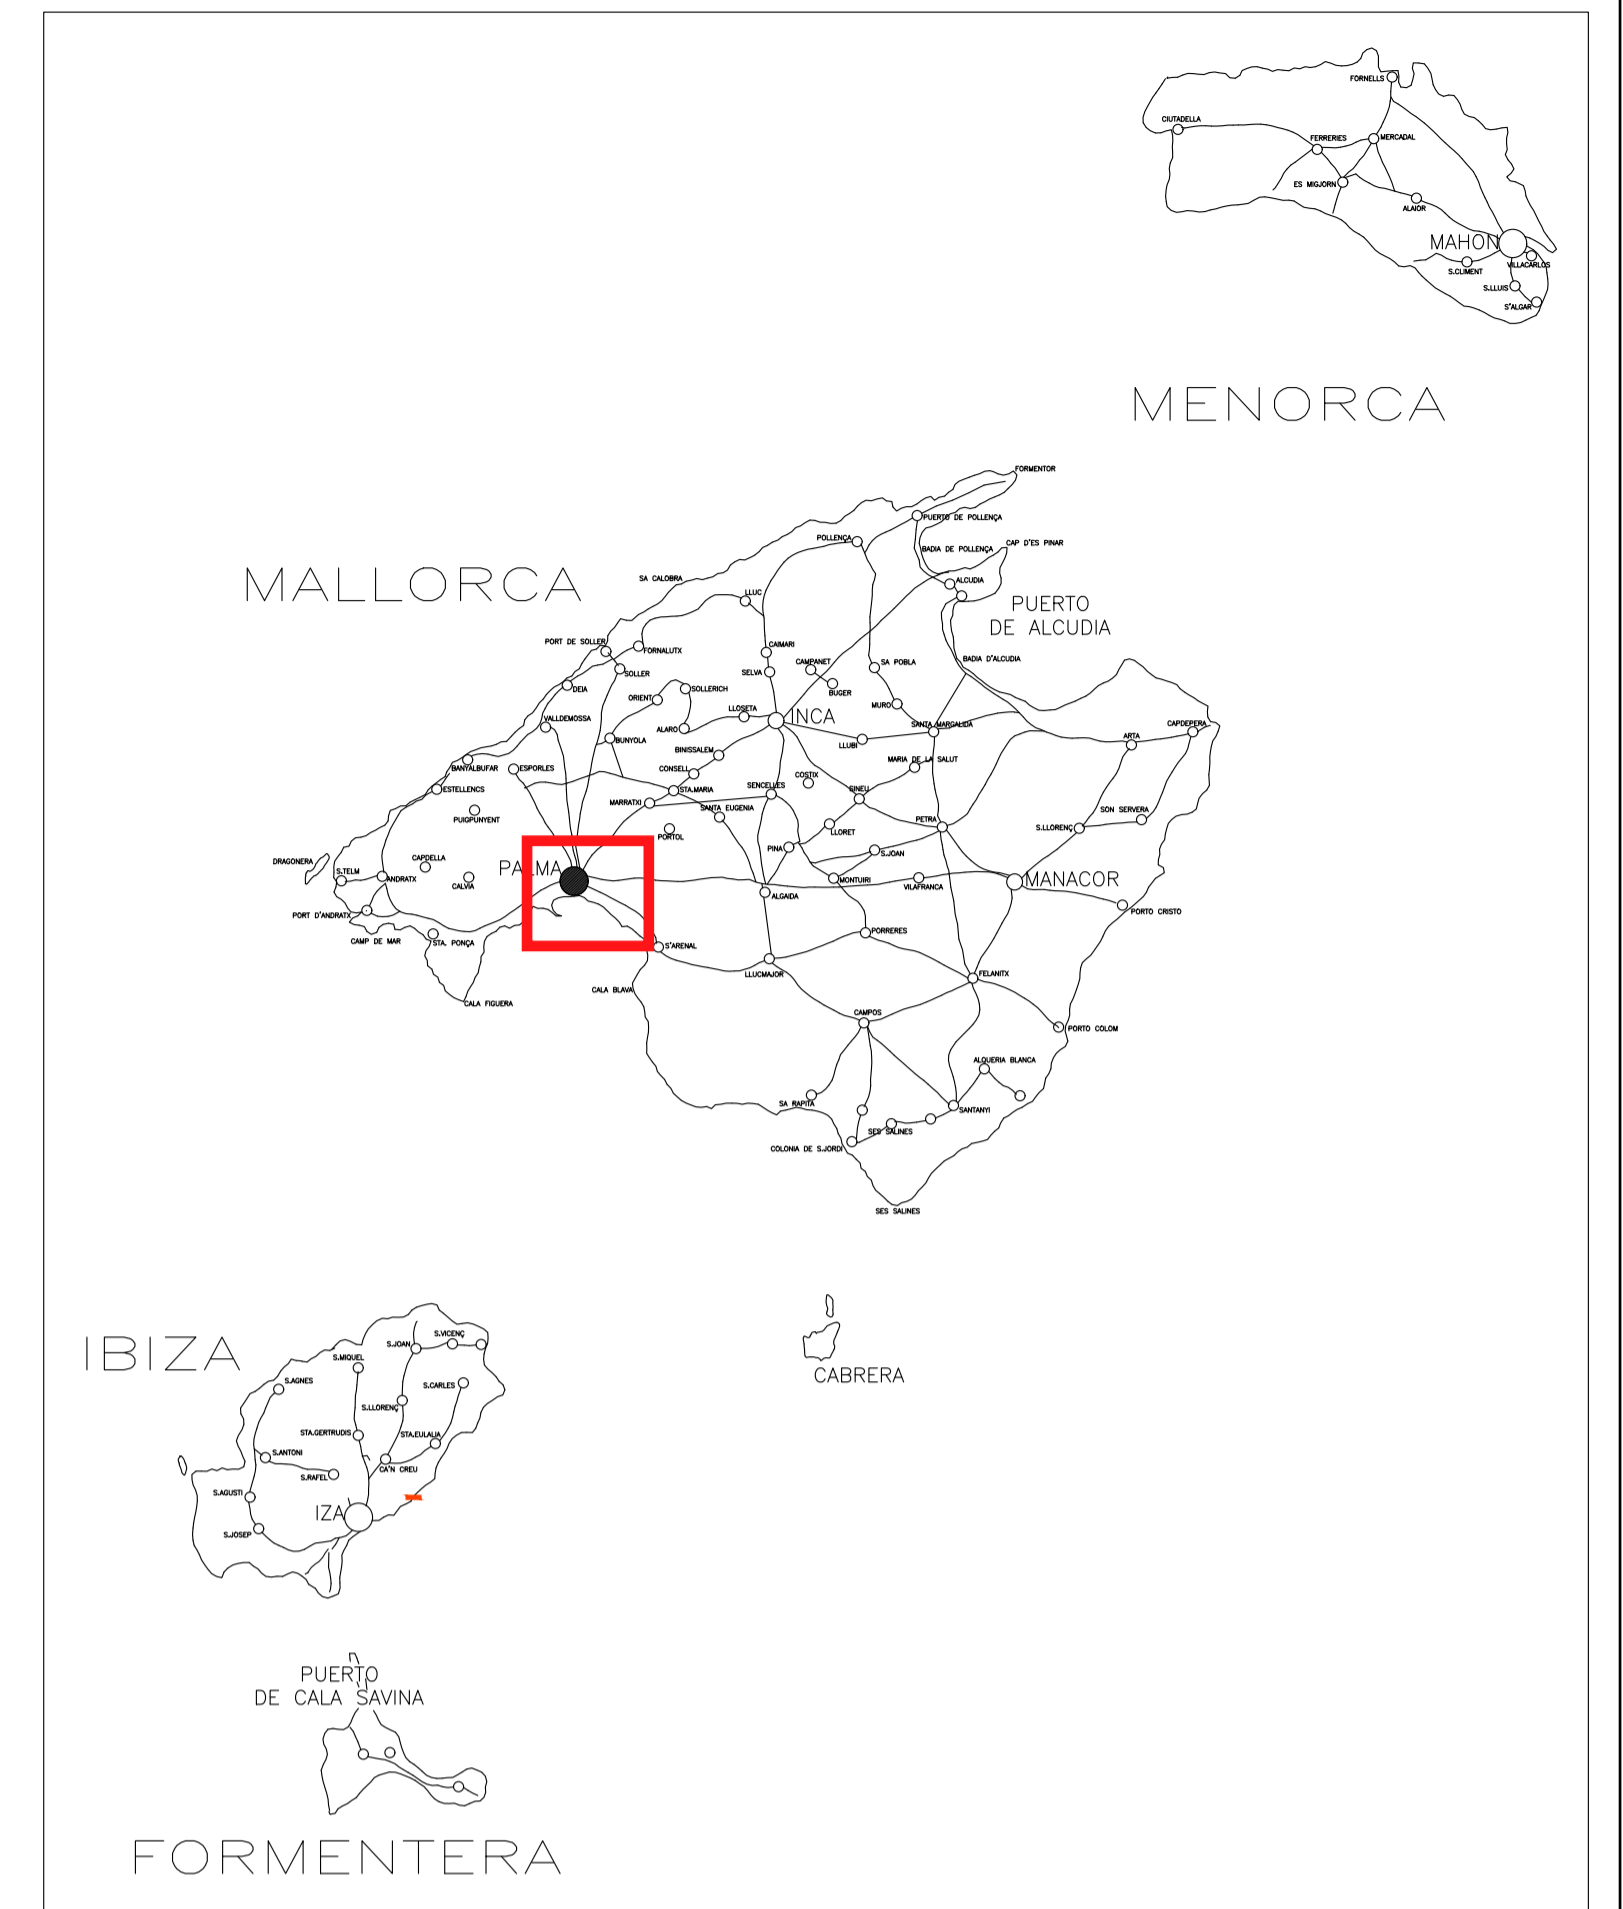 FORNELLS
CIUTADELLA
FERRERIES
MERCADAL
ES MIGJORN
ALAIOR
MAHON
S.CLIMENT
VILLACARLOS
S.LLUIS
S'ALGAR
MENORCA
FORMENTOR
PUERTO DE POLLENÇA
POLLENÇA
BADIA DE POLLENÇA
CAP D'ES PINAR
MALLORCA
SA CALOBRA
ALCUDIA
LLUC
PUERTO
DE ALCUDIA
PORT DE SOLLER
FORNALUTX
CAIMARI
CAMPANET
SA POBLA
BADIA D'ALCUDIA
SOLLER
SELVA
DEIA
ORIENT
SOLLERICH
BUGER
MURO
LLOSETA
INCA
VALLDEMOSSA
ALARO
SANTA MARGALIDA
CAPDEPERA
BUNYOLA
LLUBI
ARTA
BINISSALEM
BANYALBUFAR
ESPORLES
CONSELL
MARIA DE LA SALUT
COSTIX
ESTELLENCS
STA.MARIA
SENCELLES
SINEU
MARRATXI
SANTA EUGENIA
SON SERVERA
PUIGPUNYENT
PORTOL
LLORET
PETRA
S.LLORENÇ
PINA
S.JOAN
DRAGONERA
CAPDELLA
S.TELM
PALMA
ANDRATX
CALVIA
MONTUIRI
VILAFRANCA
MANACOR
ALGAIDA
PORT D'ANDRATX
PORTO CRISTO
CAMP DE MAR
STA. PONÇA
S'ARENAL
PORRERES
LLUCMAJOR
FELANITX
CALA BLAVA
CALA FIGUERA
CAMPOS
PORTO COLOM
ALQUERIA BLANCA
SA RAPITA
SANTANYI
SES SALINES
COLONIA DE S.JORDI
SES SALINES
IBIZA
S.VICENÇ
S.JOAN
S.MIQUEL
CABRERA
S.AGNES
S.CARLES
S.LLORENÇ
STA.GERTRUDIS
STA.EULALIA
S.ANTONI
CA'N CREU
S.RAFEL
S.AGUSTI
IZA
S.JOSEP
PUERTO
DE CALA SAVINA
FORMENTERA